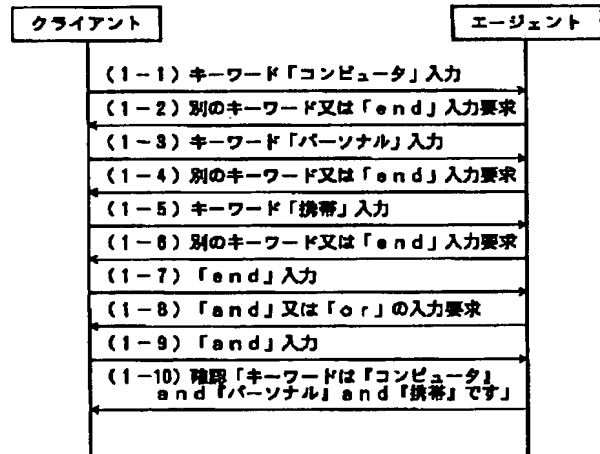 クライアント
エージェント
(1-1) キーワード「コンピュータ」入力
(1-2) 別のキーワード又は「end」入力要求
(1-3) キーワード「パーソナル」入力
(1-4) 別のキーワード又は「end」入力要求
(1-5) キーワード「携帯」入力
(1-6) 別のキーワード又は「end」入力要求
(1-7) 「end」入力
(1-8) 「and」又は「or」の入力要求
(1-9) 「and」入力
(1-10) 確認「キーワードは『コンピュータ』
and『パーソナル』and『携帯』です」